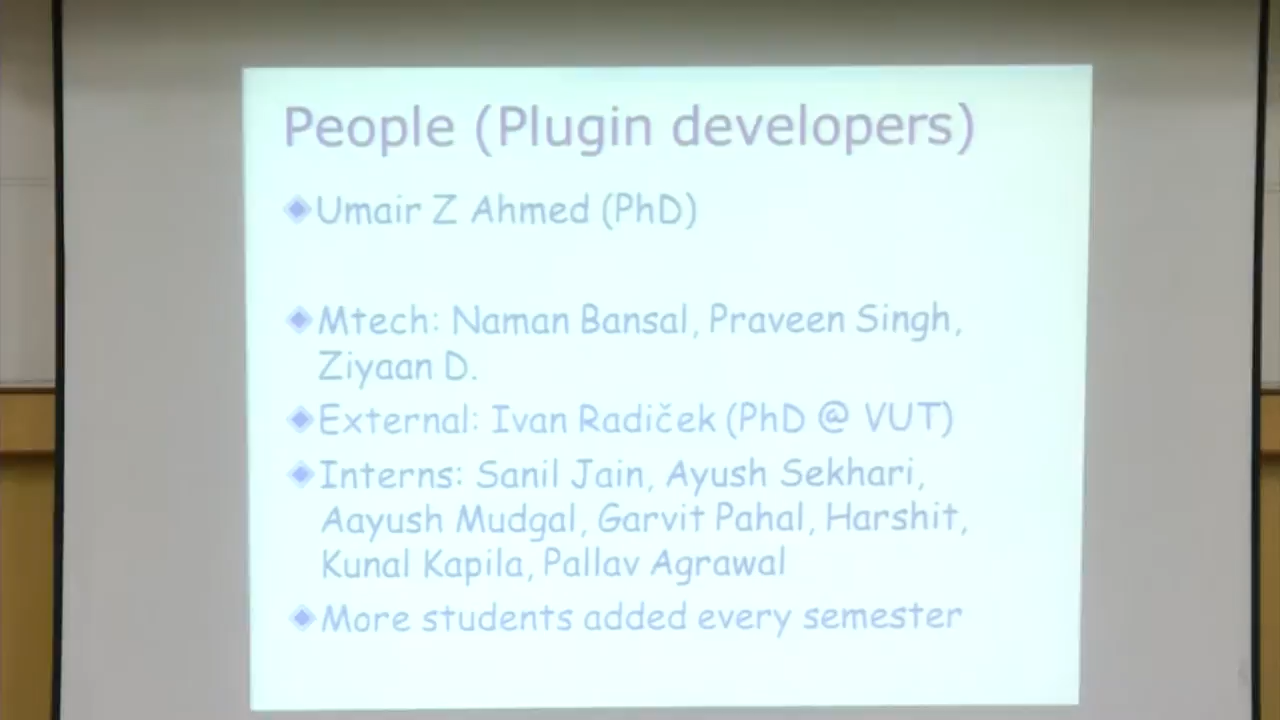 People (Plugin developers)
Umair Z Ahmed (PhD)
Mtech: Naman Bansal, Praveen Singh,
Ziyaan D.
External: Ivan Radiček (PhD @ VUT)
Interns: Sanil Jain, Ayush Sekhari,
Aayush Mudgal, Garvit Pahal, Harshit,
Kunal Kapila, Pallav Agrawal
More students added every semester